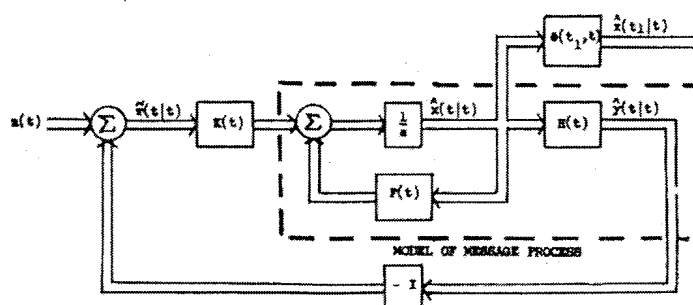 Φ(t₁,t)
x̂(t₁|t)
z(t)
Σ
ỹ(t|t)
K(t)
Σ
1/s
x̂(t|t)
H(t)
ŷ(t|t)
F(t)
MODEL OF MESSAGE PROCESS
- I